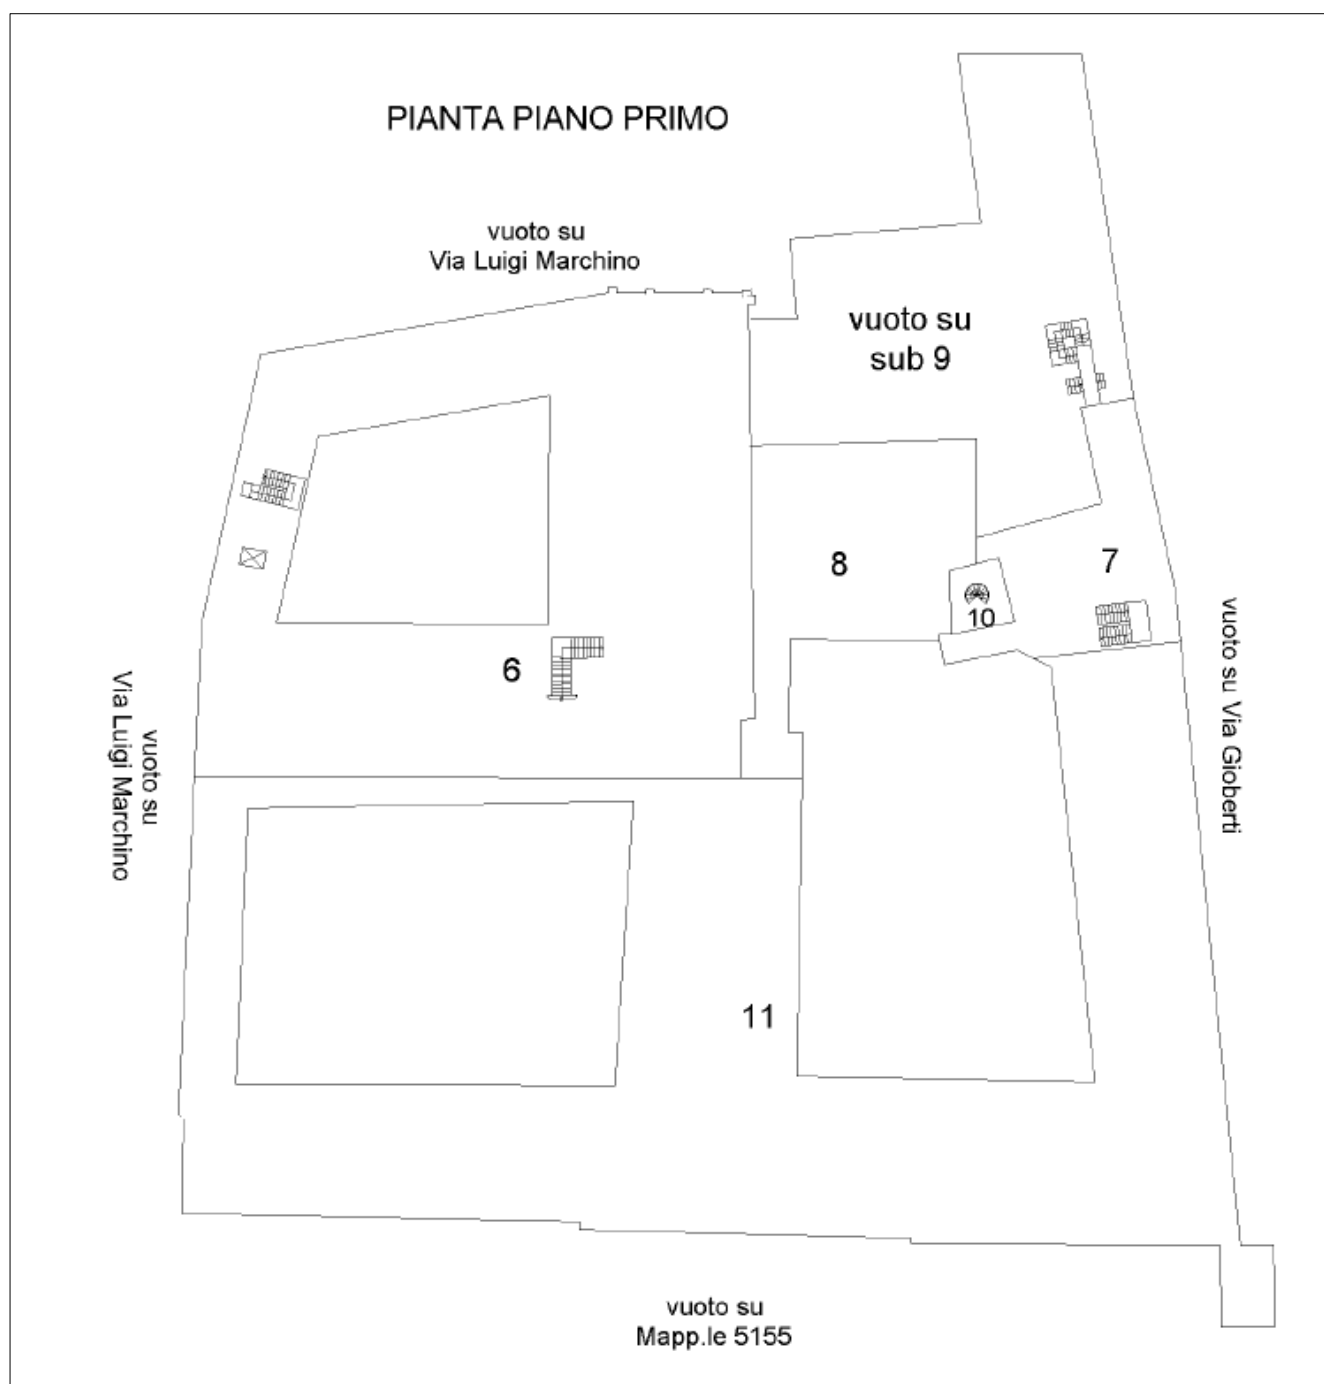 PIANTA PIANO PRIMO
vuoto su
Via Luigi Marchino
vuoto su
sub 9
8
7
10
6
vuoto su
Via Luigi Marchino
vuoto su Via Gioberti
11
vuoto su
Mapp.le 5155